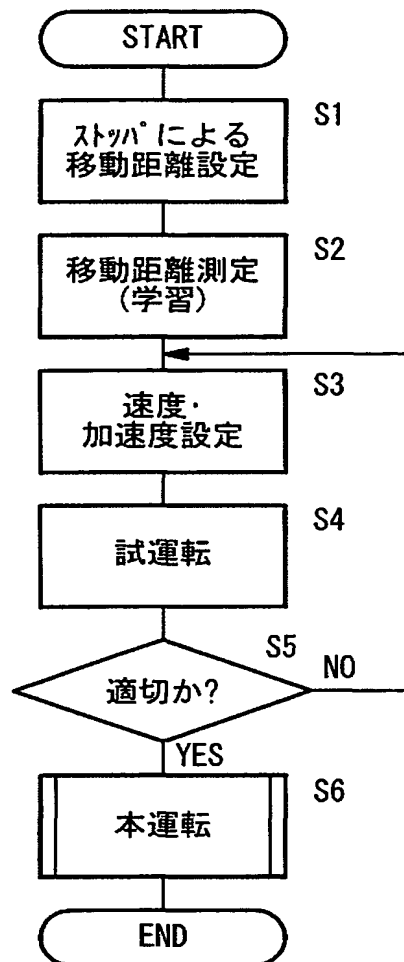 START
S1
ｽﾄｯﾊﾟによる
移動距離設定
S2
移動距離測定
(学習)
S3
速度・
加速度設定
S4
試運転
S5
適切か?
NO
YES
S6
本運転
END